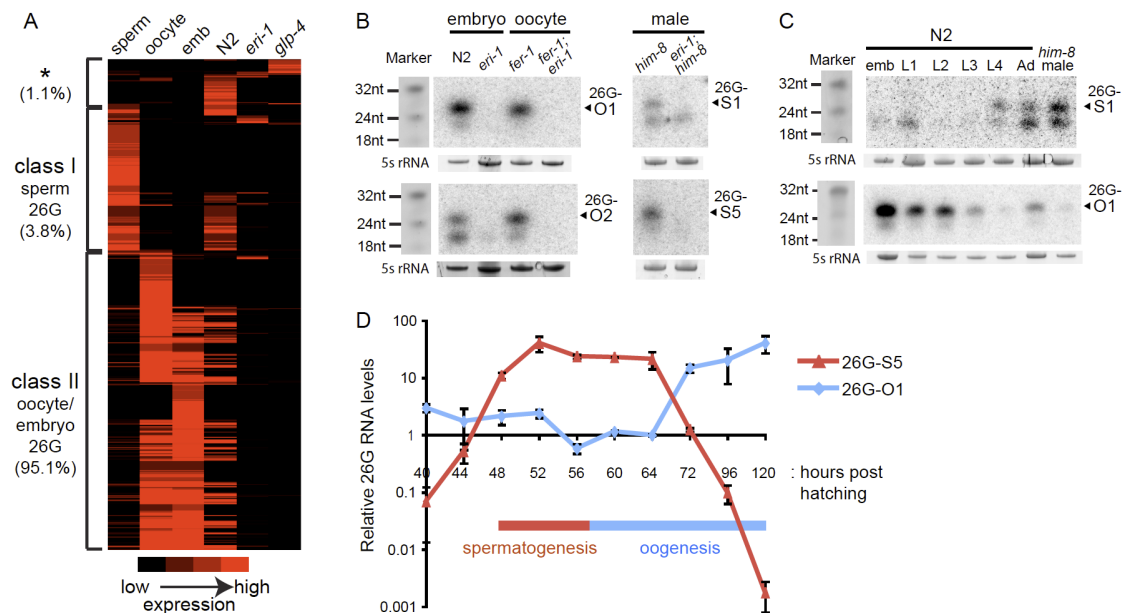 A
sperm
oocyte
emb
N2
eri-1
glp-4
*
(1.1%)
class I
sperm
26G
(3.8%)
class II
oocyte/
embryo
26G
(95.1%)
low
high
expression
B
embryo
oocyte
male
Marker
N2
eri-1
fer-1
fer-1;
eri-1
him-8
eri-1;
him-8
32nt
24nt
18nt
26G-
O1
26G-
S1
5s rRNA
5s rRNA
Marker
32nt
24nt
18nt
26G-
O2
26G-
S5
5s rRNA
5s rRNA
C
N2
him-8
male
Marker
emb
L1
L2
L3
L4
Ad
32nt
24nt
18nt
26G-
S1
5s rRNA
32nt
24nt
18nt
26G-
O1
5s rRNA
D
Relative 26G RNA levels
100
10
1
0.1
0.01
0.001
40
44
48
52
56
60
64
72
96
120
: hours post
hatching
spermatogenesis
oogenesis
26G-S5
26G-O1